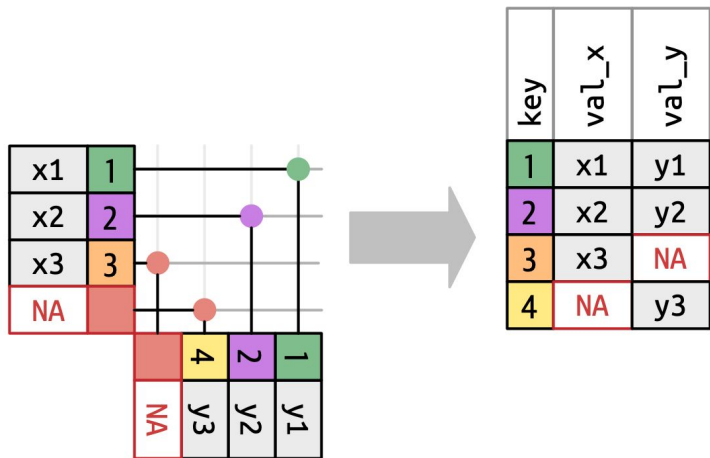 key val_x val_y
x1 1
x2 2
x3 3
NA
4 2 1
NA y3 y2 y1
1 x1 y1
2 x2 y2
3 x3 NA
4 NA y3